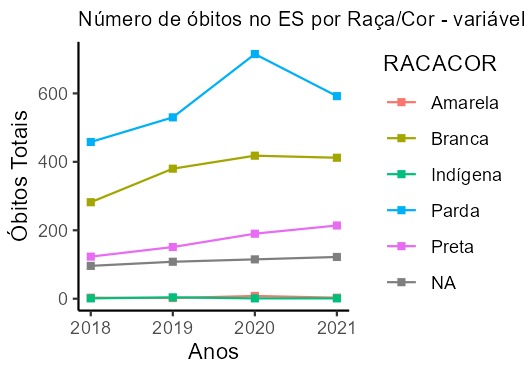 Número de óbitos no ES por Raça/Cor - variável
Óbitos Totais
600
400
200
0
2018 2019 2020 2021
Anos
RACACOR
Amarela
Branca
Indígena
Parda
Preta
NA